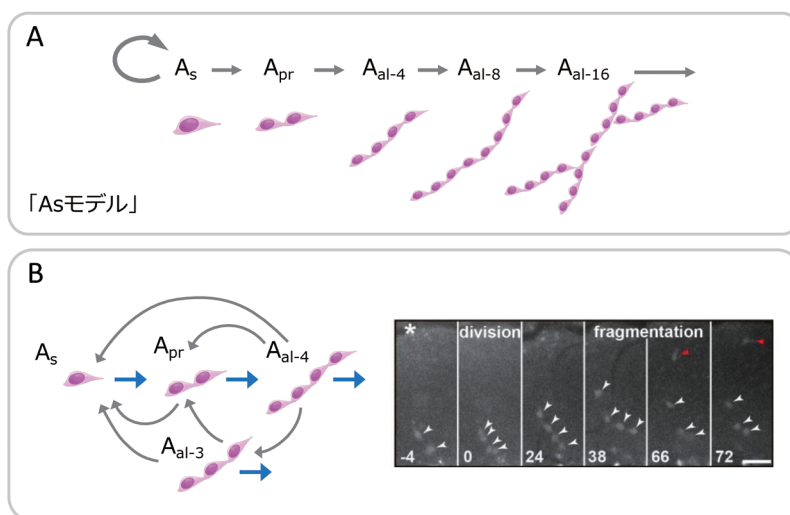 A
As
Apr
Aal-4
Aal-8
Aal-16
「Asモデル」
B
As
Apr
Aal-4
Aal-3
*
division
fragmentation
-4
0
24
38
66
72